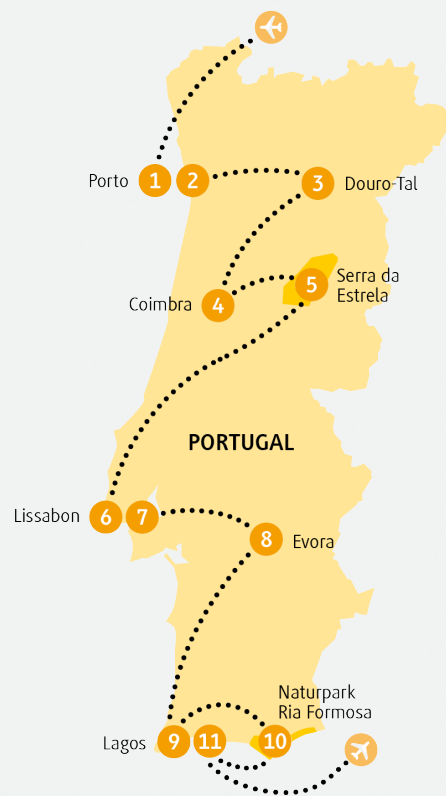 Porto
1
2
3
Douro-Tal
5
Serra da
Estrela
Coimbra
4
PORTUGAL
Lissabon
6
7
8
Evora
Naturpark
Ria Formosa
Lagos
9
11
10